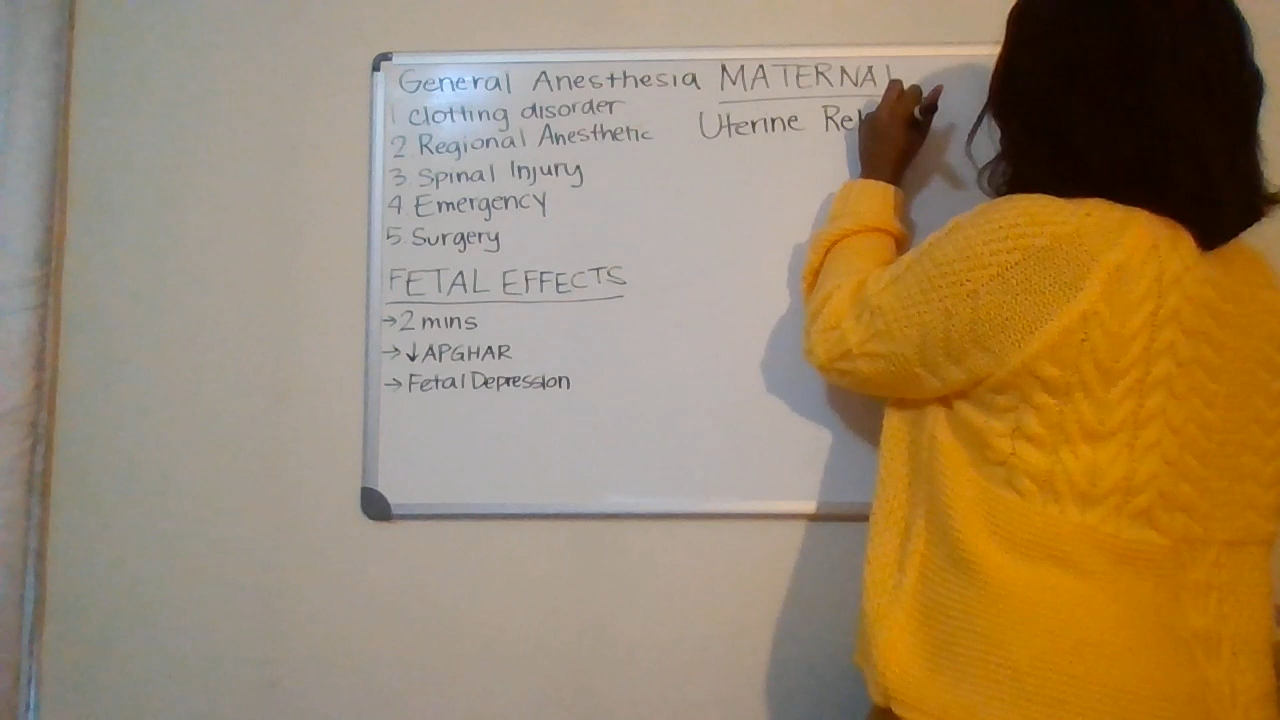 General Anesthesia
1 clotting disorder
2 Regional Anesthetic
3 Spinal Injury
4 Emergency
5 Surgery
FETAL EFFECTS
→ 2 mins
→ ↓ APGHAR
→ Fetal Depression
MATERNAL
Uterine